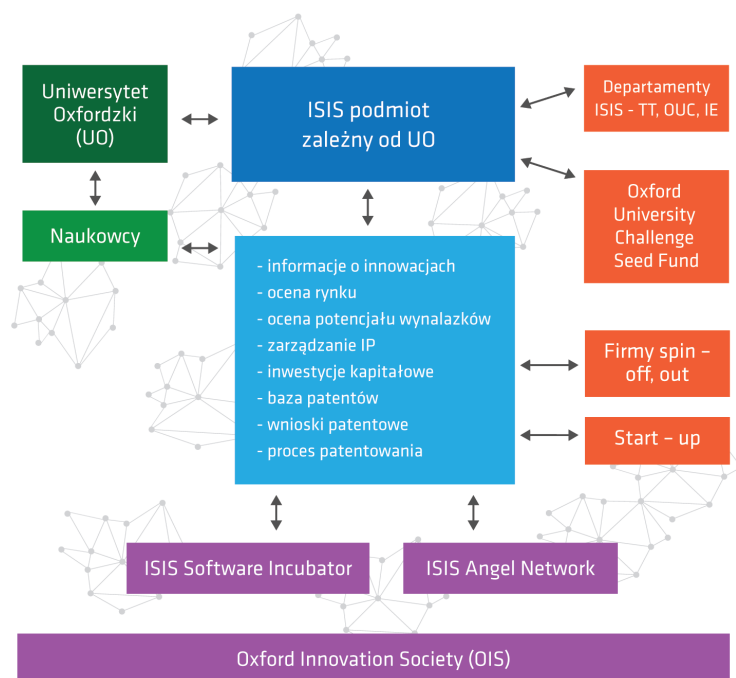 Uniwersytet
Oxfordzki
(UO)
ISIS podmiot
zależny od UO
Departamenty
ISIS - TT, OUC, IE
Oxford
University
Challenge
Seed Fund
Naukowcy
- informacje o innowacjach
- ocena rynku
- ocena potencjału wynalazków
- zarządzanie IP
- inwestycje kapitałowe
- baza patentów
- wnioski patentowe
- proces patentowania
Firmy spin –
off, out
Start – up
ISIS Software Incubator
ISIS Angel Network
Oxford Innovation Society (OIS)